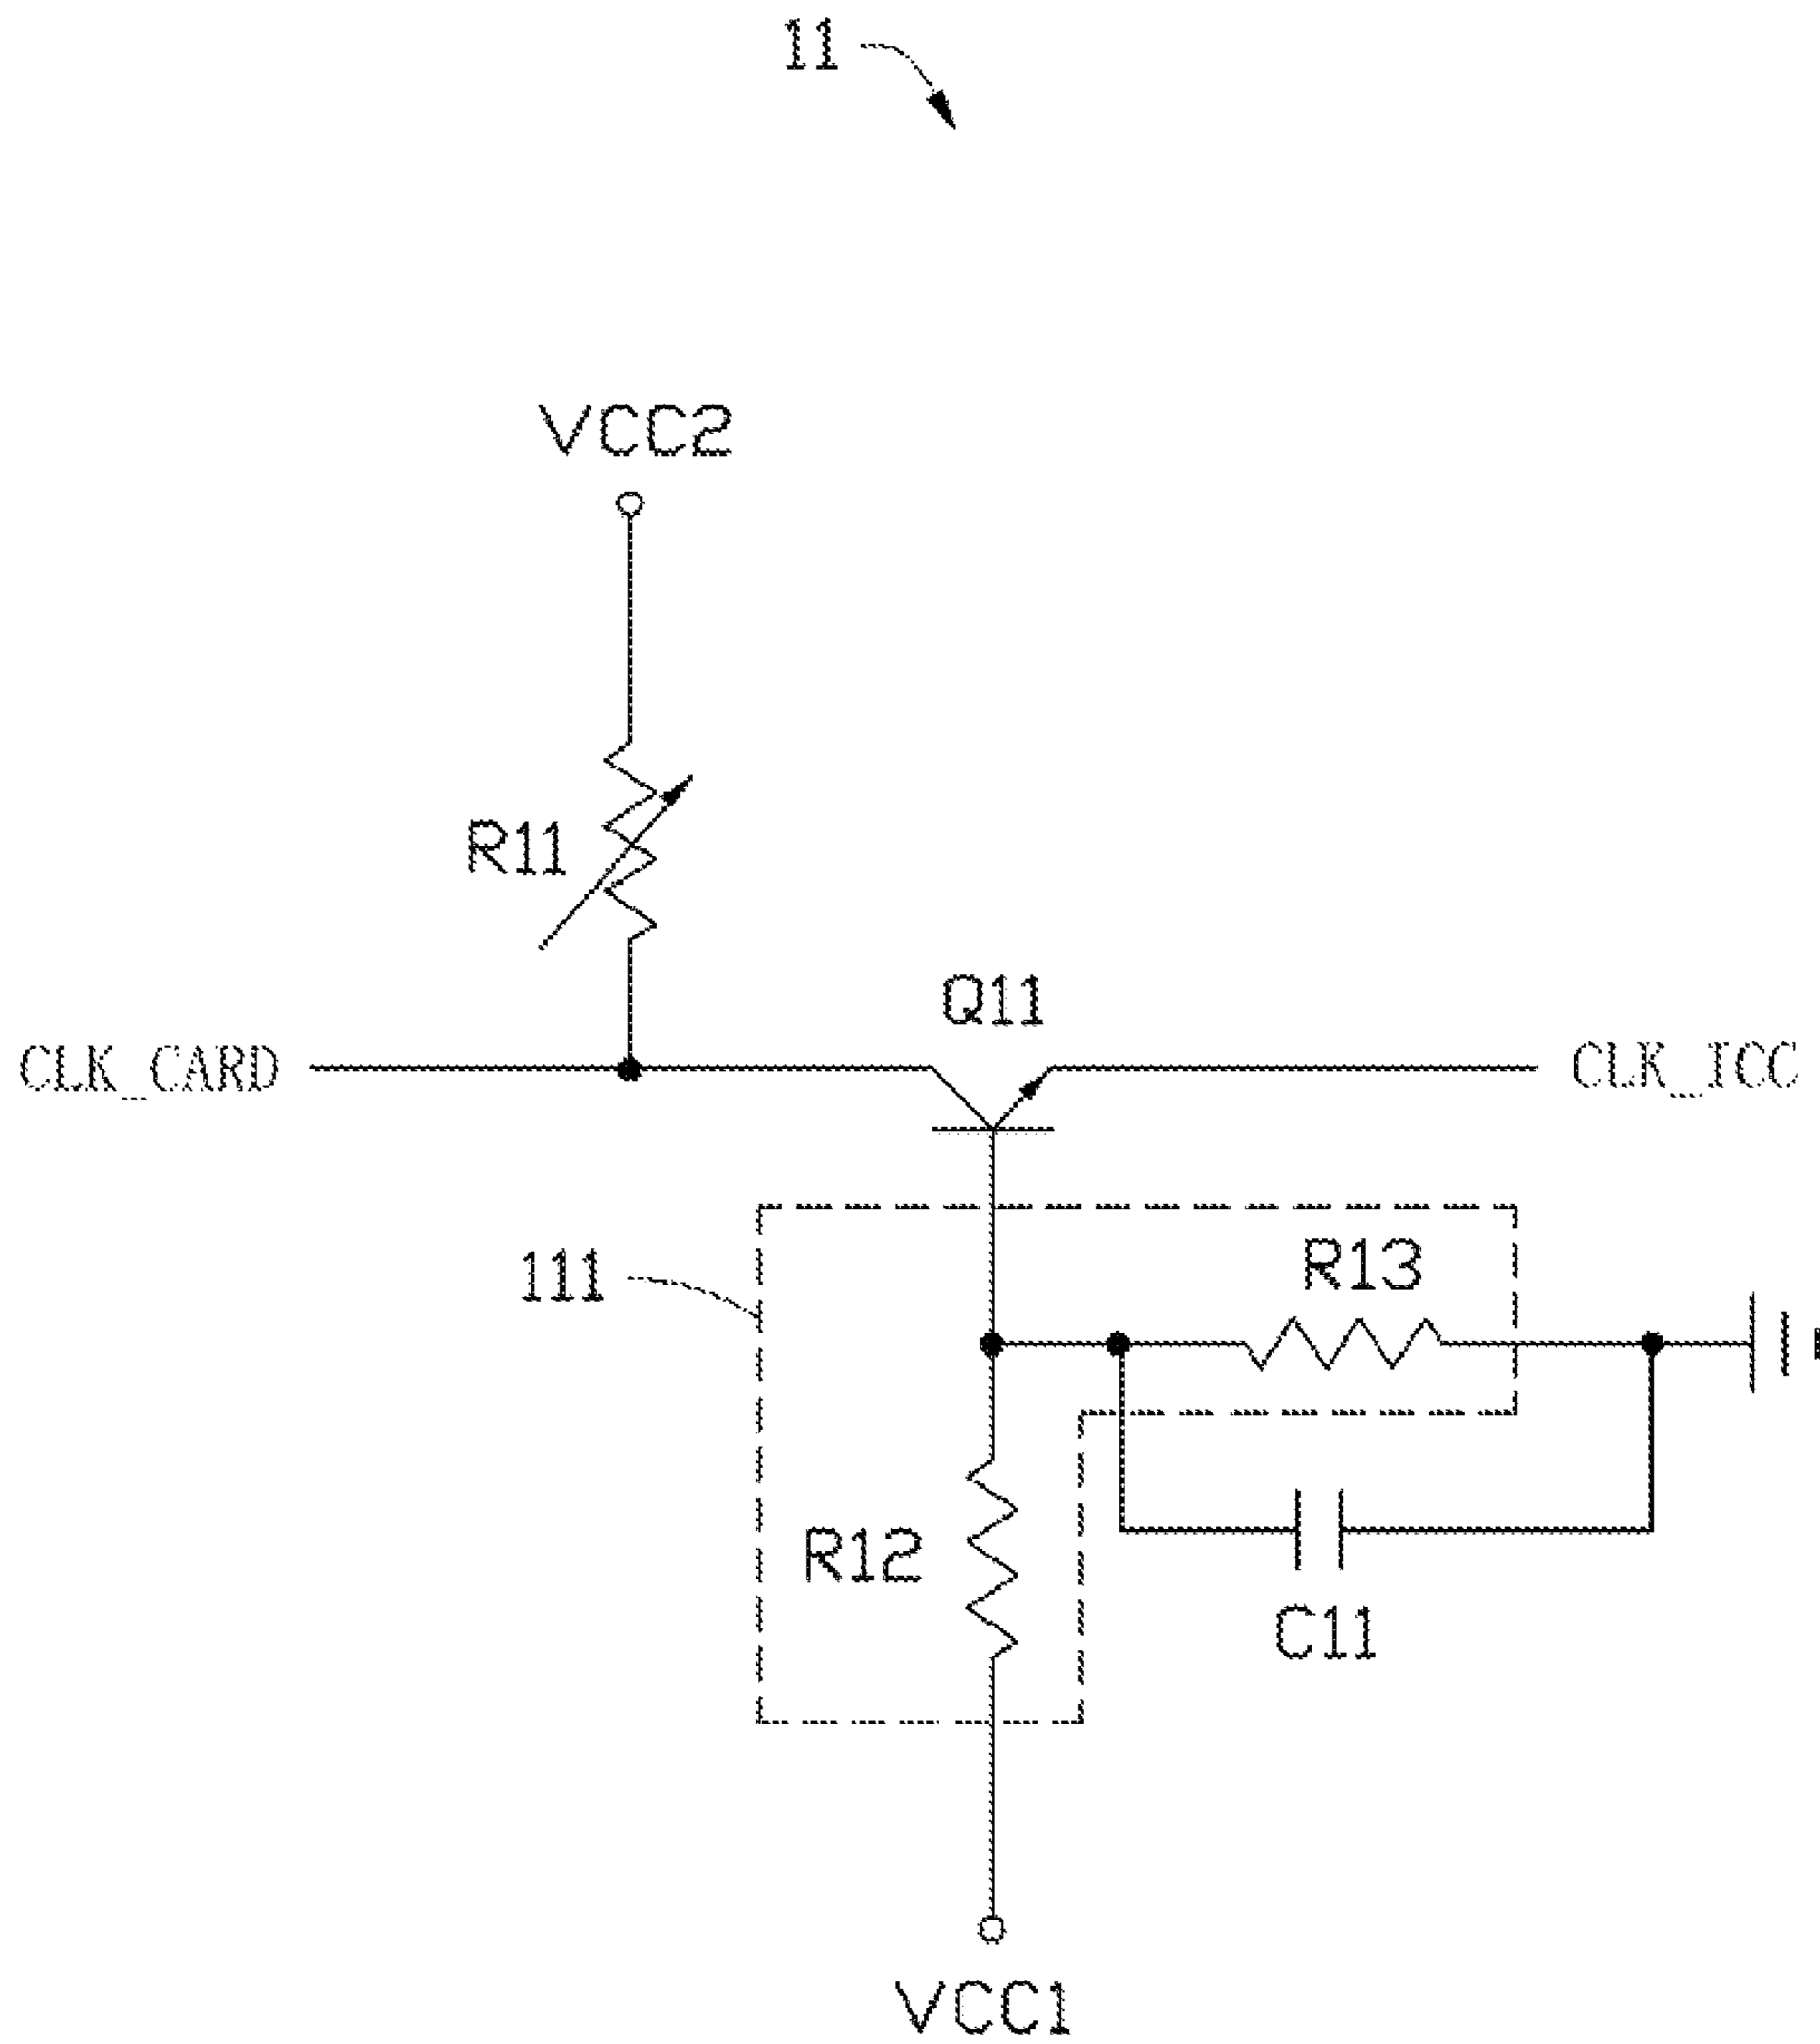 11
VCC2
R11
Q11
CLK_CARD
CLK_ICC
111
R13
R12
C11
VCC1